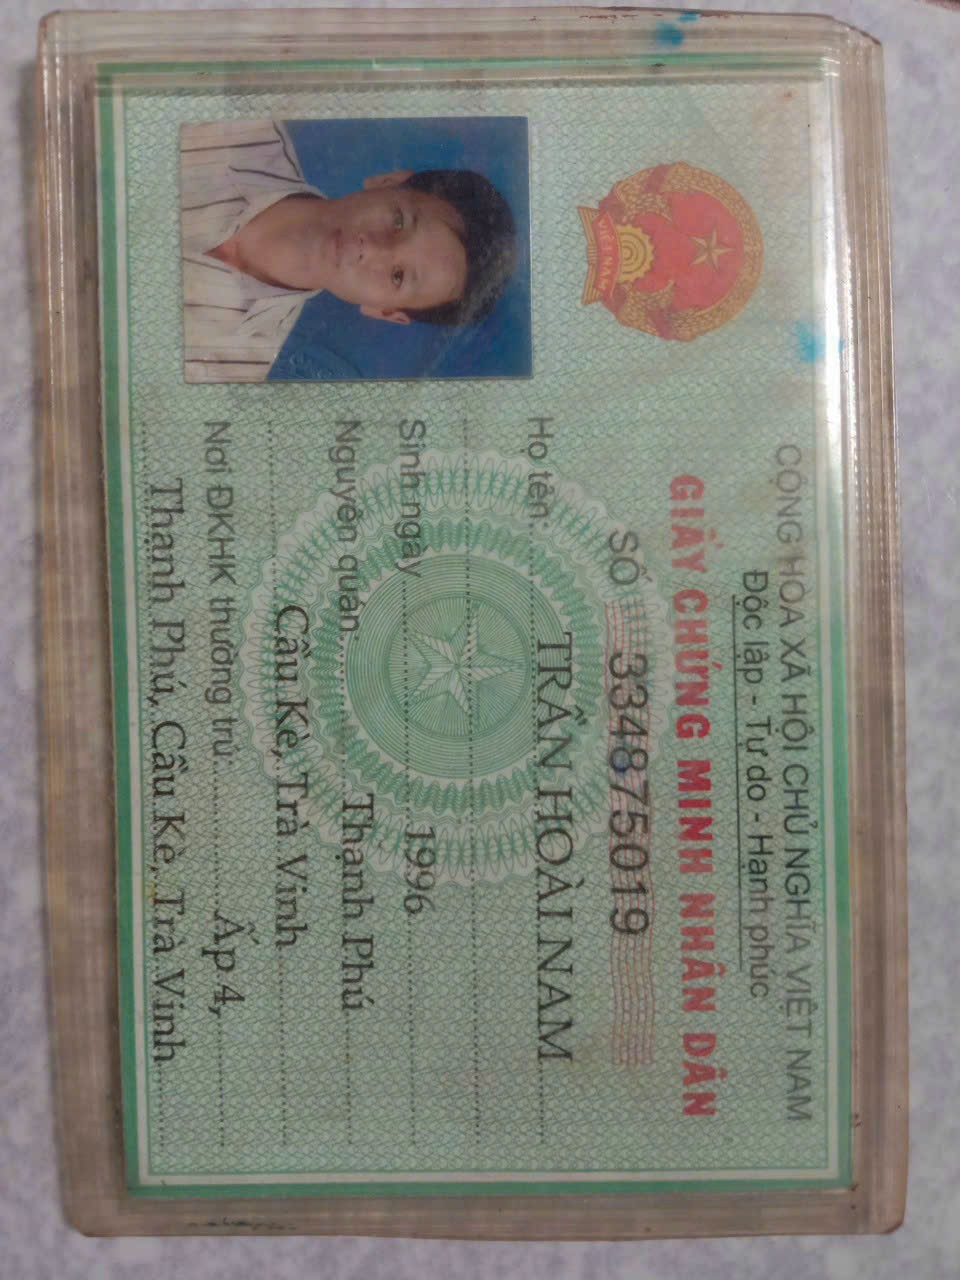 CỘNG HÒA XÃ HỘI CHỦ NGHĨA VIỆT NAM
Độc lập - Tự do - Hạnh phúc
GIẤY CHỨNG MINH NHÂN DÂN
SỐ 334875019
Họ tên: TRẦN HOÀI NAM
Sinh ngày 1996
Nguyên quán: Thạnh Phú
Cầu Kè, Trà Vinh
Nơi ĐKHK thường trú Ấp 4,
Thạnh Phú, Cầu Kè, Trà Vinh
VIỆT NAM